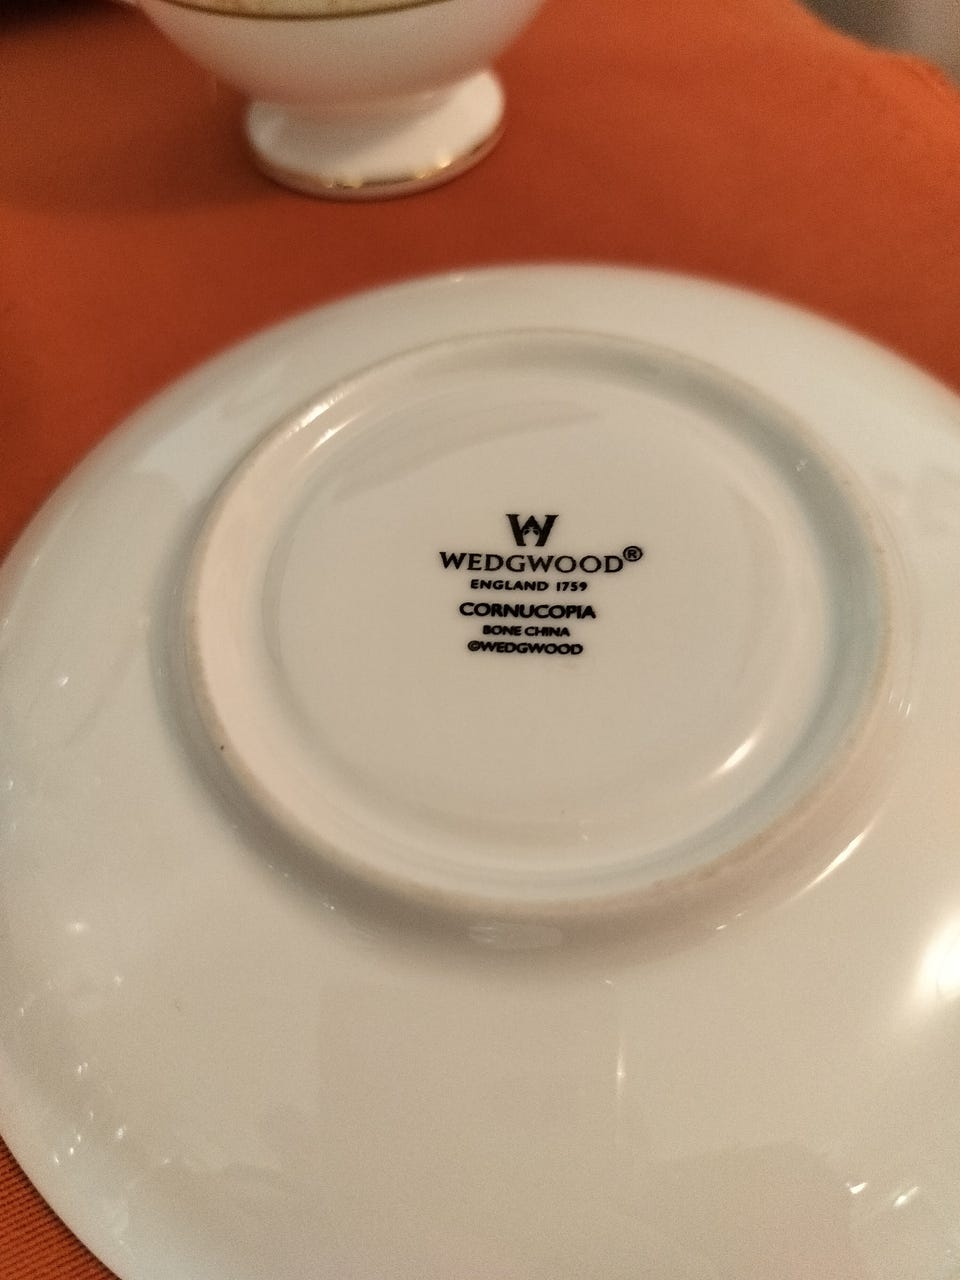 W
WEDGWOOD®
ENGLAND 1759
CORNUCOPIA
BONE CHINA
©WEDGWOOD